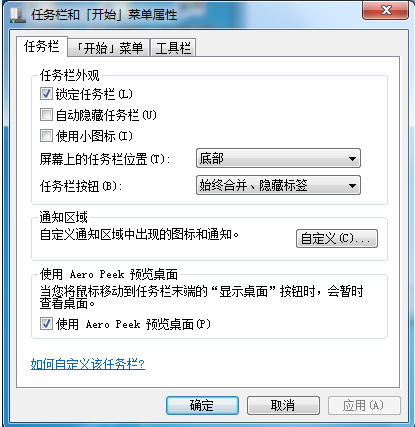 任务栏和「开始」菜单属性
任务栏 「开始」菜单 工具栏
任务栏外观
锁定任务栏(L)
自动隐藏任务栏(U)
使用小图标(I)
屏幕上的任务栏位置(T): 底部
任务栏按钮(B): 始终合并、隐藏标签
通知区域
自定义通知区域中出现的图标和通知。 自定义(C)...
使用 Aero Peek 预览桌面
当您将鼠标移动到任务栏末端的“显示桌面”按钮时，会暂时
查看桌面。
使用 Aero Peek 预览桌面(P)
如何自定义该任务栏?
确定 取消 应用(A)